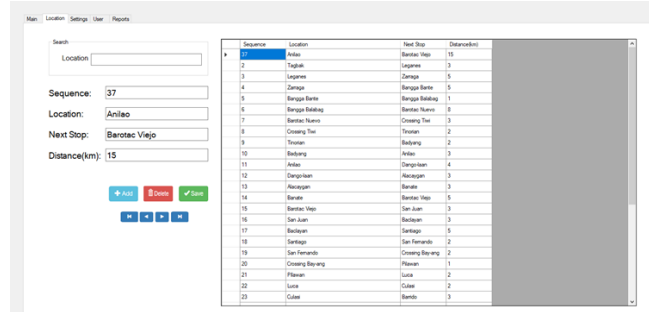 Main Location Settings User Reports
Search
Location
Sequence: 37
Location: Anilao
Next Stop: Barotac Viejo
Distance(km): 15
Add Delete Save
Sequence Location Next Stop Distance(km)
37 Anilao Barotac Viejo 15
2 Tagbak Leganes 3
3 Leganes Zarraga 5
4 Zarraga Bangga Bante 5
5 Bangga Bante Bangga Balabag 1
6 Bangga Balabag Barotac Nuevo 8
7 Barotac Nuevo Crossing Tiwi 3
8 Crossing Tiwi Tinorian 2
9 Tinorian Badyang 2
10 Badyang Anilao 3
11 Anilao Dangolaan 4
12 Dangolaan Alacaygan 3
13 Alacaygan Banate 3
14 Banate Barotac Viejo 5
15 Barotac Viejo San Juan 3
16 San Juan Baclayan 3
17 Baclayan Santiago 5
18 Santiago San Fernando 2
19 San Fernando Crossing Bay-ang 2
20 Crossing Bay-ang Pilawan 1
21 Pilawan Luca 2
22 Luca Culasi 2
23 Culasi Barrido 3